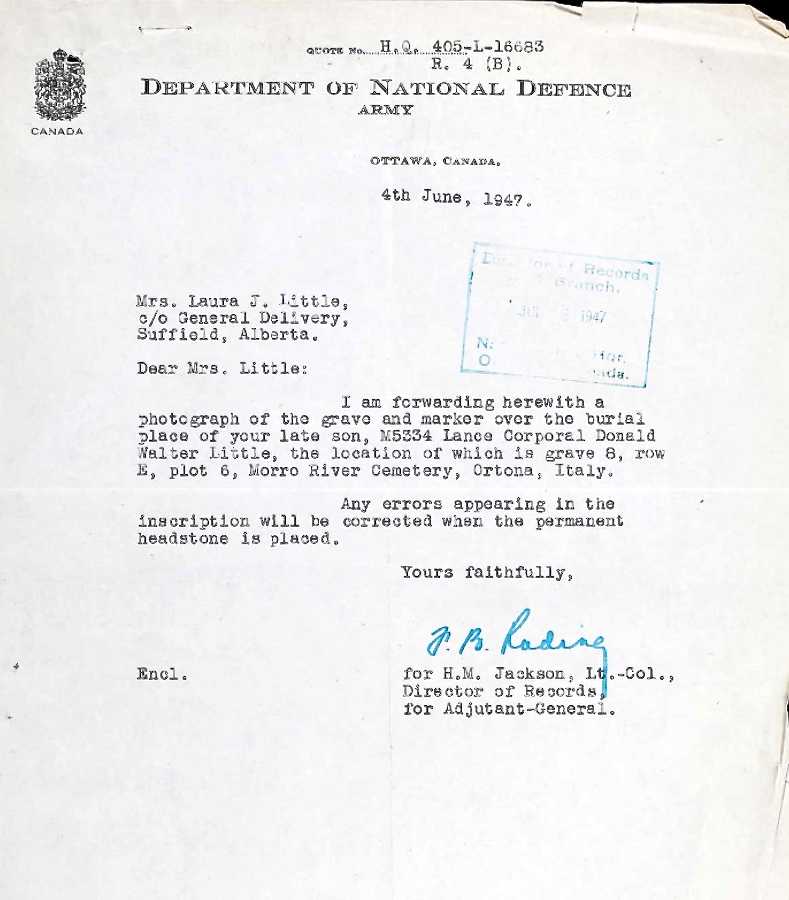 QUOTE No. H.Q. 405-L-16683
R. 4 (B).
DEPARTMENT OF NATIONAL DEFENCE
ARMY
CANADA
OTTAWA, CANADA,
4th June, 1947.
Records
Branch.
1947
Mrs. Laura J. Little,
c/o General Delivery,
Suffield, Alberta.
Dear Mrs. Little:
I am forwarding herewith a
photograph of the grave and marker over the burial
place of your late son, M5334 Lance Corporal Donald
Walter Little, the location of which is grave 8, row
E, plot 6, Morro River Cemetery, Ortona, Italy.
Any errors appearing in the
inscription will be corrected when the permanent
headstone is placed.
Yours faithfully,
F. B.
Encl.
for H.M. Jackson, Lt.-Col.,
Director of Records,
for Adjutant-General.